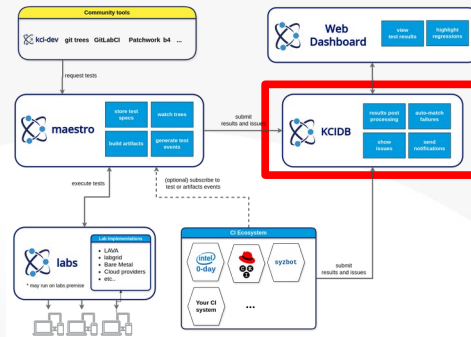 Community tools
kci-dev git trees GitLabCI Patchwork b4 ...
request tests
maestro
store test
specs
watch trees
build artifacts
generate test
events
submit
results and issues
Web
Dashboard
view
test results
highlight
regressions
KCIDB
results post
processing
auto-match
failures
show
issues
send
notifications
execute tests
(optional) subscribe to
test or artifacts events
labs
Lab Implementations
• LAVA
• labgrid
• Bare Metal
• Cloud providers
• etc..
* may run on labs premise
CI Ecosystem
intel
0-day
C K I
syzbot
Your CI
system
...
submit
results and issues